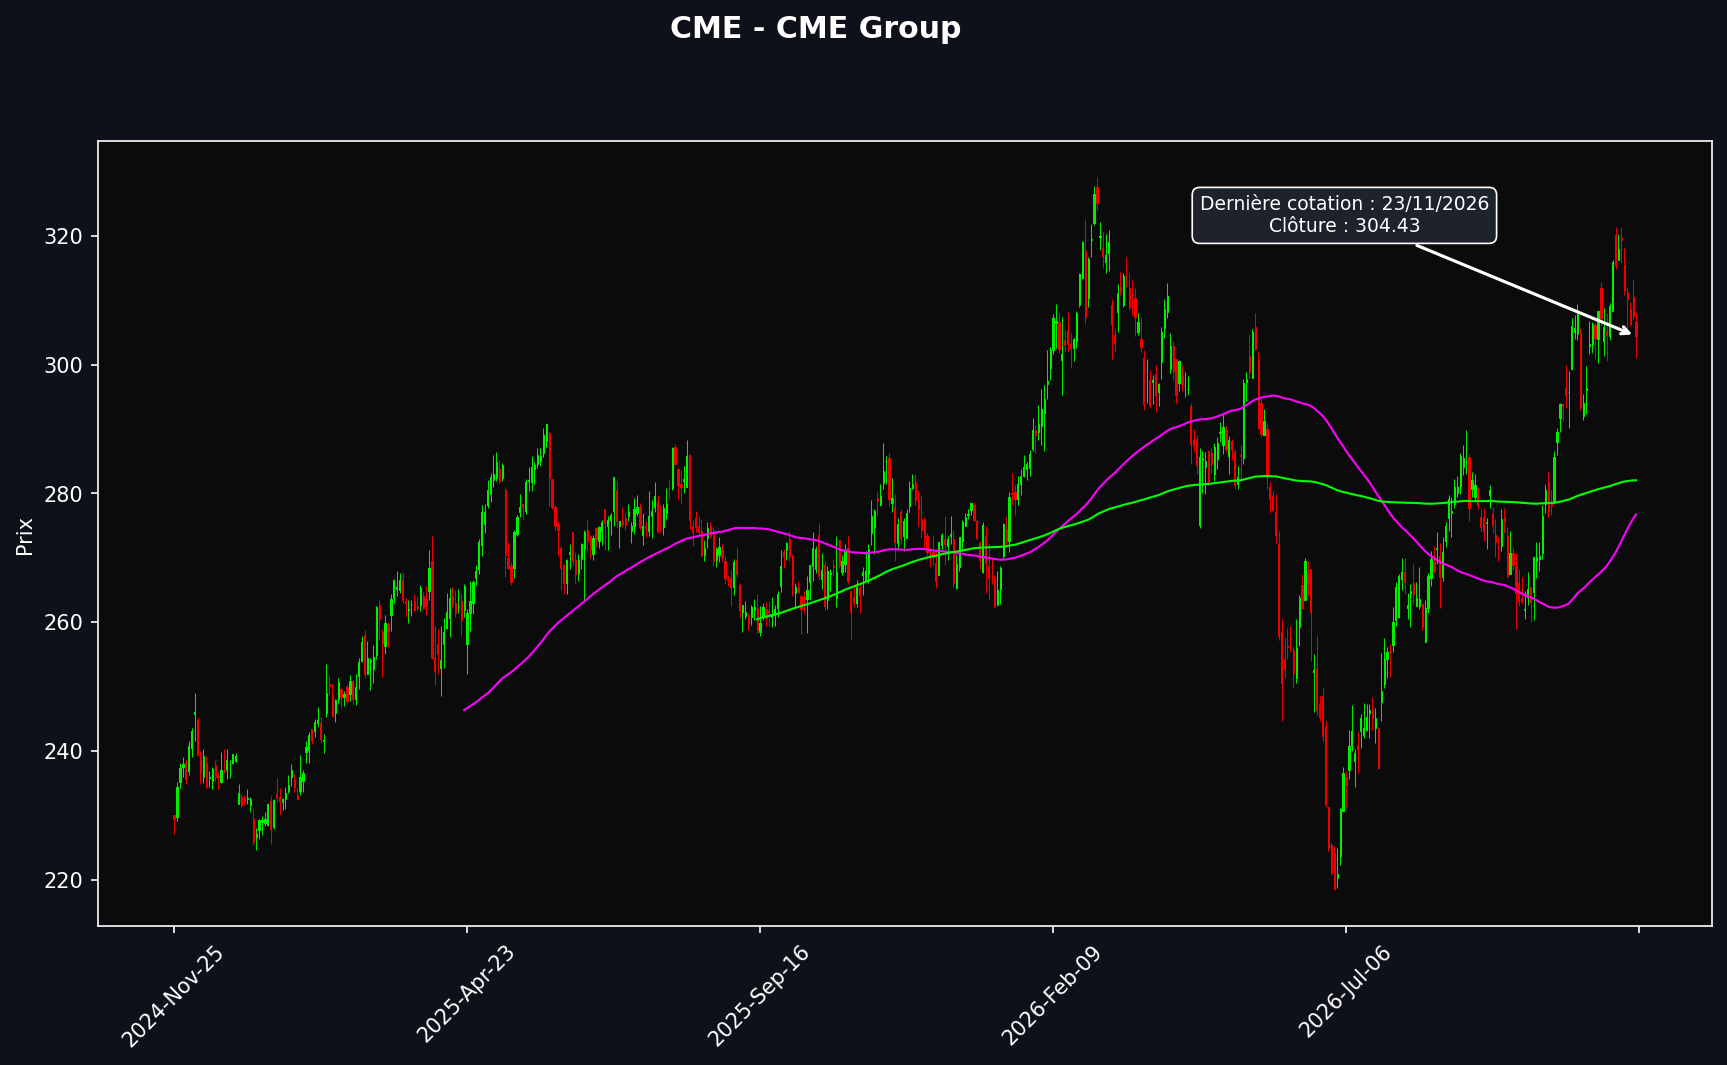 CME - CME Group
Dernière cotation : 23/11/2026
Clôture : 304.43
Prix
320
300
280
260
240
220
2024-Nov-25
2025-Apr-23
2025-Sep-16
2026-Feb-09
2026-Jul-06